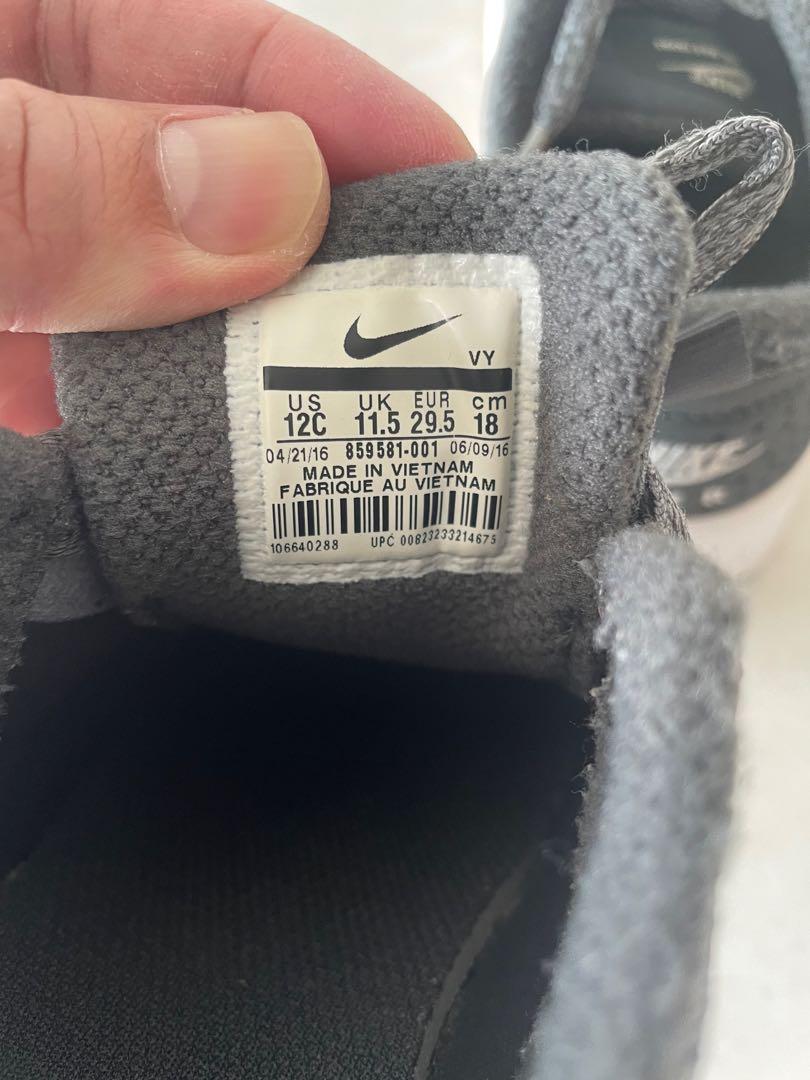 VY
US UK EUR cm
12C 11.5 29.5 18
04/21/16 859581-001 06/09/16
MADE IN VIETNAM
FABRIQUE AU VIETNAM
106640288 UPC 00823233214675